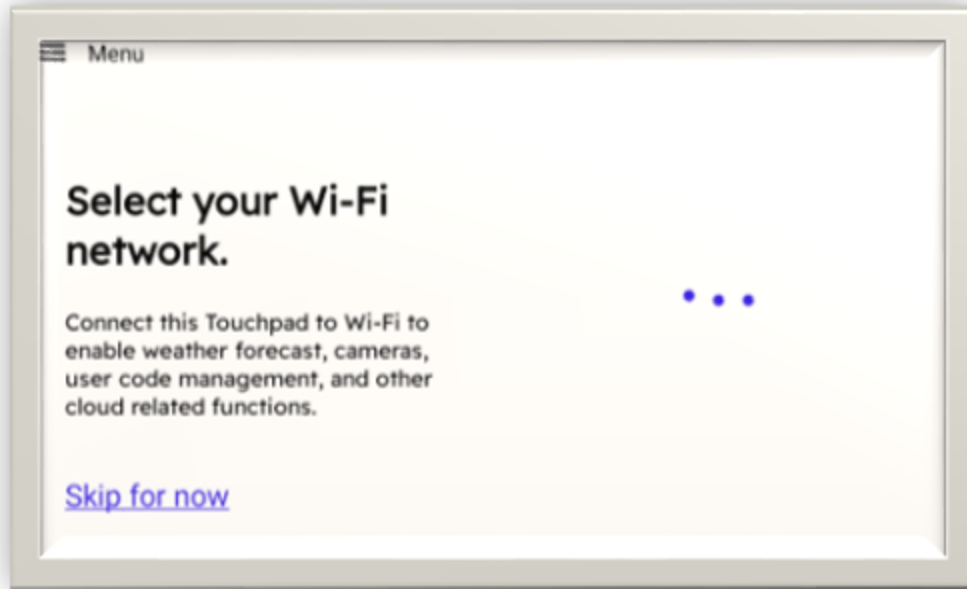 Menu
Select your Wi-Fi
network.
Connect this Touchpad to Wi-Fi to
enable weather forecast, cameras,
user code management, and other
cloud related functions.
Skip for now